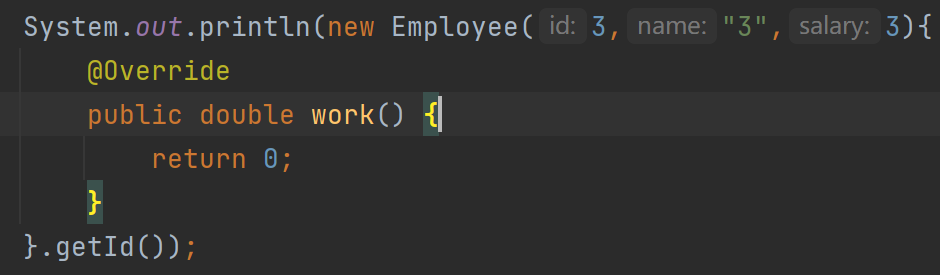 System.out.println(new Employee( id: 3, name: "3", salary: 3){
@Override
public double work() {
return 0;
}
}.getId());